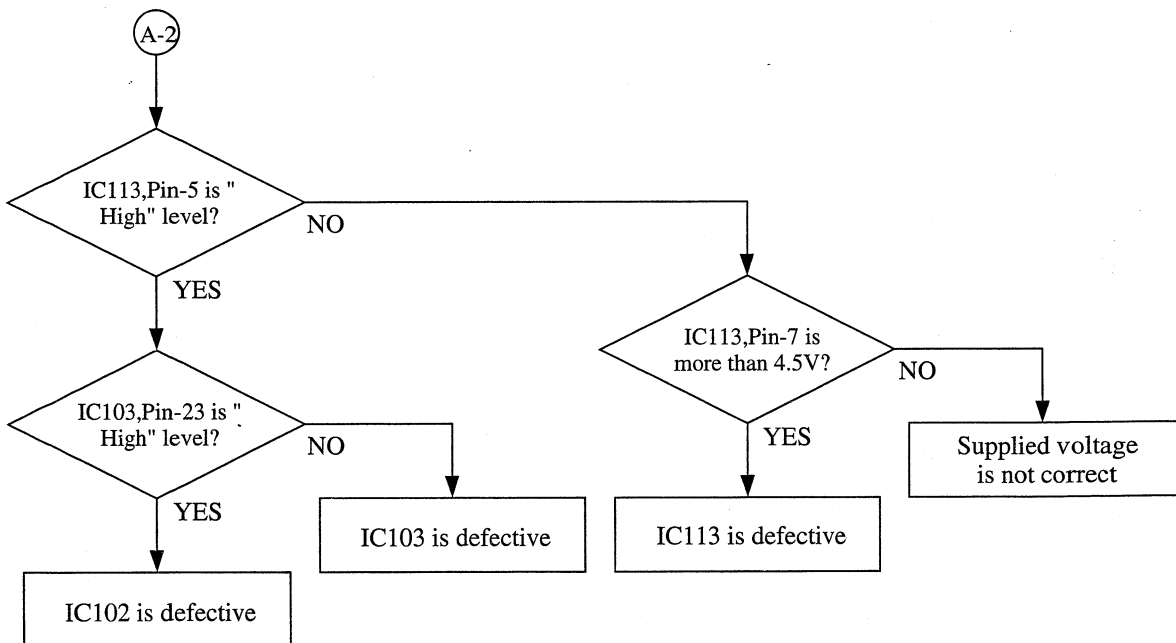 A-2
IC113,Pin-5 is "
High" level?
NO
YES
IC113,Pin-7 is
more than 4.5V?
NO
YES
IC103,Pin-23 is "
High" level?
NO
YES
Supplied voltage
is not correct
IC103 is defective
IC113 is defective
IC102 is defective